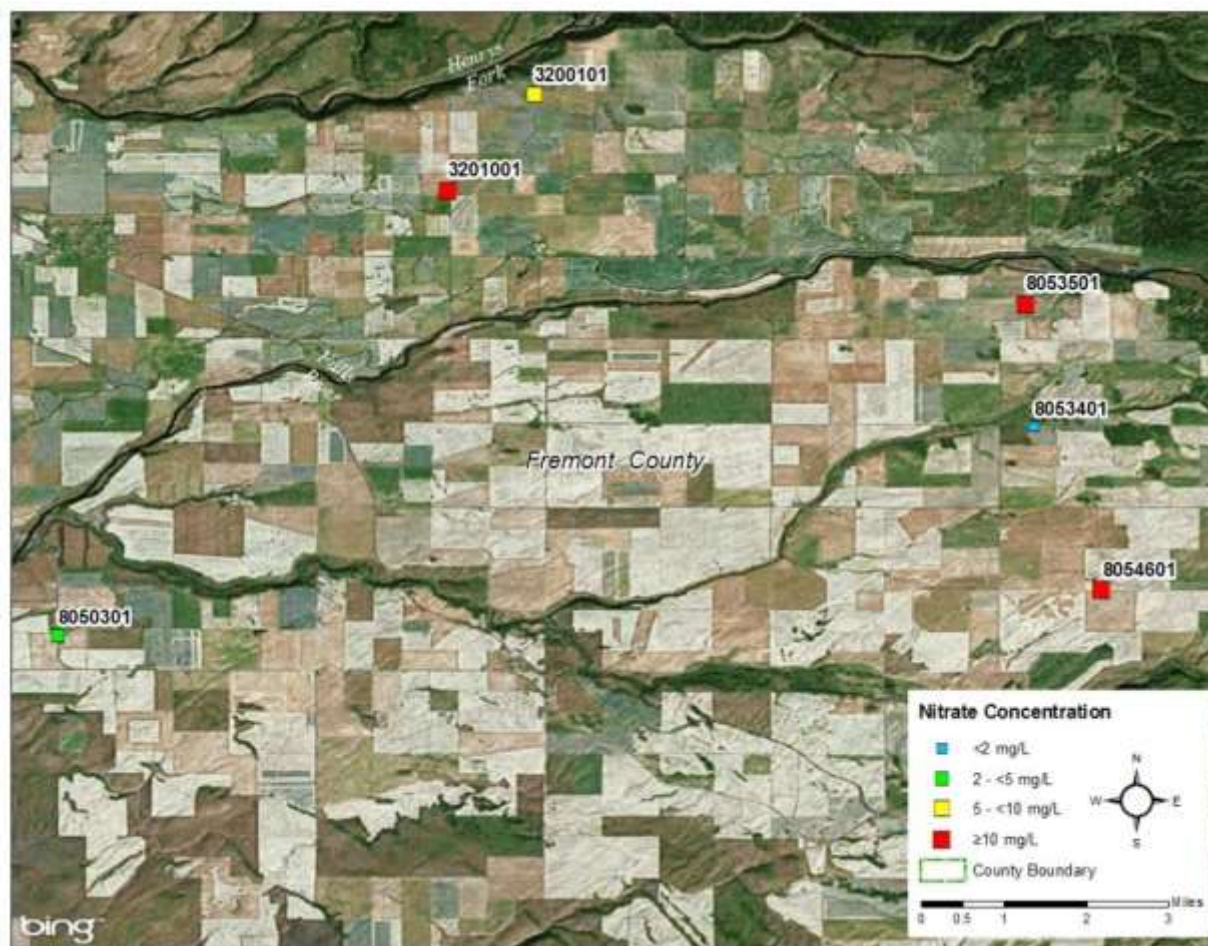 Henrys
Fork
3200101
3201001
8053501
8053401
Fremont County
8054601
8050301
Nitrate Concentration
<2 mg/L
2 - <5 mg/L
5 - <10 mg/L
≥10 mg/L
County Boundary
N
W E
S
Miles
0 0.5 1 2 3
bing